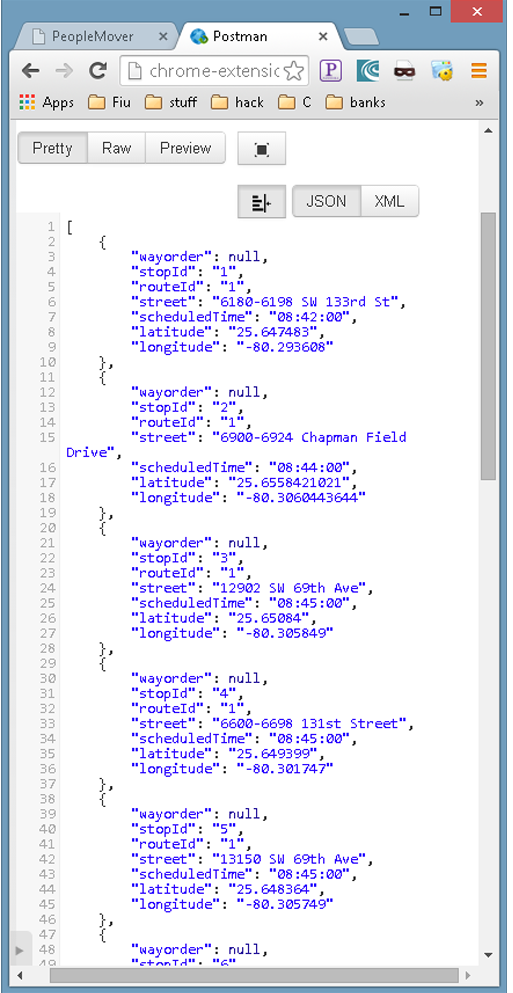 PeopleMover
Postman
chrome-extensio
P
Apps Fiu stuff hack C banks »
Pretty Raw Preview
JSON XML
1 [
2 {
3 "wayorder": null,
4 "stopId": "1",
5 "routeId": "1",
6 "street": "6180-6198 SW 133rd St",
7 "scheduledTime": "08:42:00",
8 "latitude": "25.647483",
9 "longitude": "-80.293608"
10 },
11 {
12 "wayorder": null,
13 "stopId": "2",
14 "routeId": "1",
15 "street": "6900-6924 Chapman Field
Drive",
16 "scheduledTime": "08:44:00",
17 "latitude": "25.6558421021",
18 "longitude": "-80.3060443644"
19 },
20 {
21 "wayorder": null,
22 "stopId": "3",
23 "routeId": "1",
24 "street": "12902 SW 69th Ave",
25 "scheduledTime": "08:45:00",
26 "latitude": "25.65084",
27 "longitude": "-80.305849"
28 },
29 {
30 "wayorder": null,
31 "stopId": "4",
32 "routeId": "1",
33 "street": "6600-6698 131st Street",
34 "scheduledTime": "08:45:00",
35 "latitude": "25.649399",
36 "longitude": "-80.301747"
37 },
38 {
39 "wayorder": null,
40 "stopId": "5",
41 "routeId": "1",
42 "street": "13150 SW 69th Ave",
43 "scheduledTime": "08:45:00",
44 "latitude": "25.648364",
45 "longitude": "-80.305749"
46 },
47 {
48 "wayorder": null,
49 "stopId": "6"